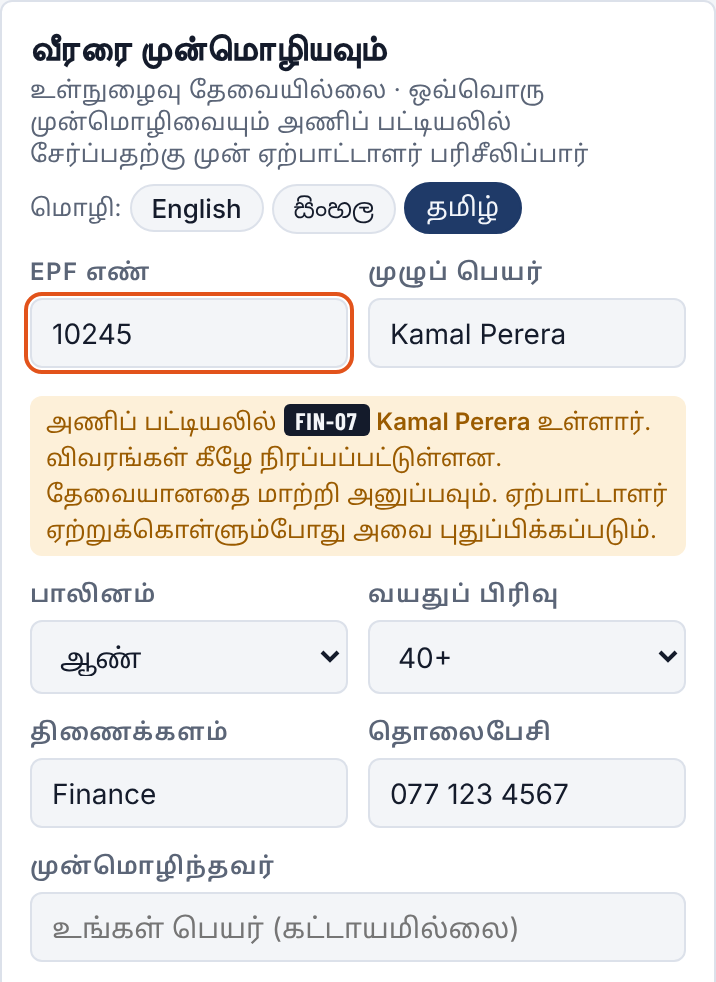 வீரரை முன்மொழியவும்
உள்நுழைவு தேவையில்லை · ஒவ்வொரு
முன்மொழிவையும் அணிப் பட்டியலில்
சேர்ப்பதற்கு முன் ஏற்பாட்டாளர் பரிசீலிப்பார்
மொழி: English සිංහල தமிழ்
EPF எண் முழுப் பெயர்
10245 Kamal Perera
அணிப் பட்டியலில் FIN-07 Kamal Perera உள்ளார்.
விவரங்கள் கீழே நிரப்பப்பட்டுள்ளன.
தேவையானதை மாற்றி அனுப்பவும். ஏற்பாட்டாளர்
ஏற்றுக்கொள்ளும்போது அவை புதுப்பிக்கப்படும்.
பாலினம் வயதுப் பிரிவு
ஆண் 40+
திணைக்களம் தொலைபேசி
Finance 077 123 4567
முன்மொழிந்தவர்
உங்கள் பெயர் (கட்டாயமில்லை)